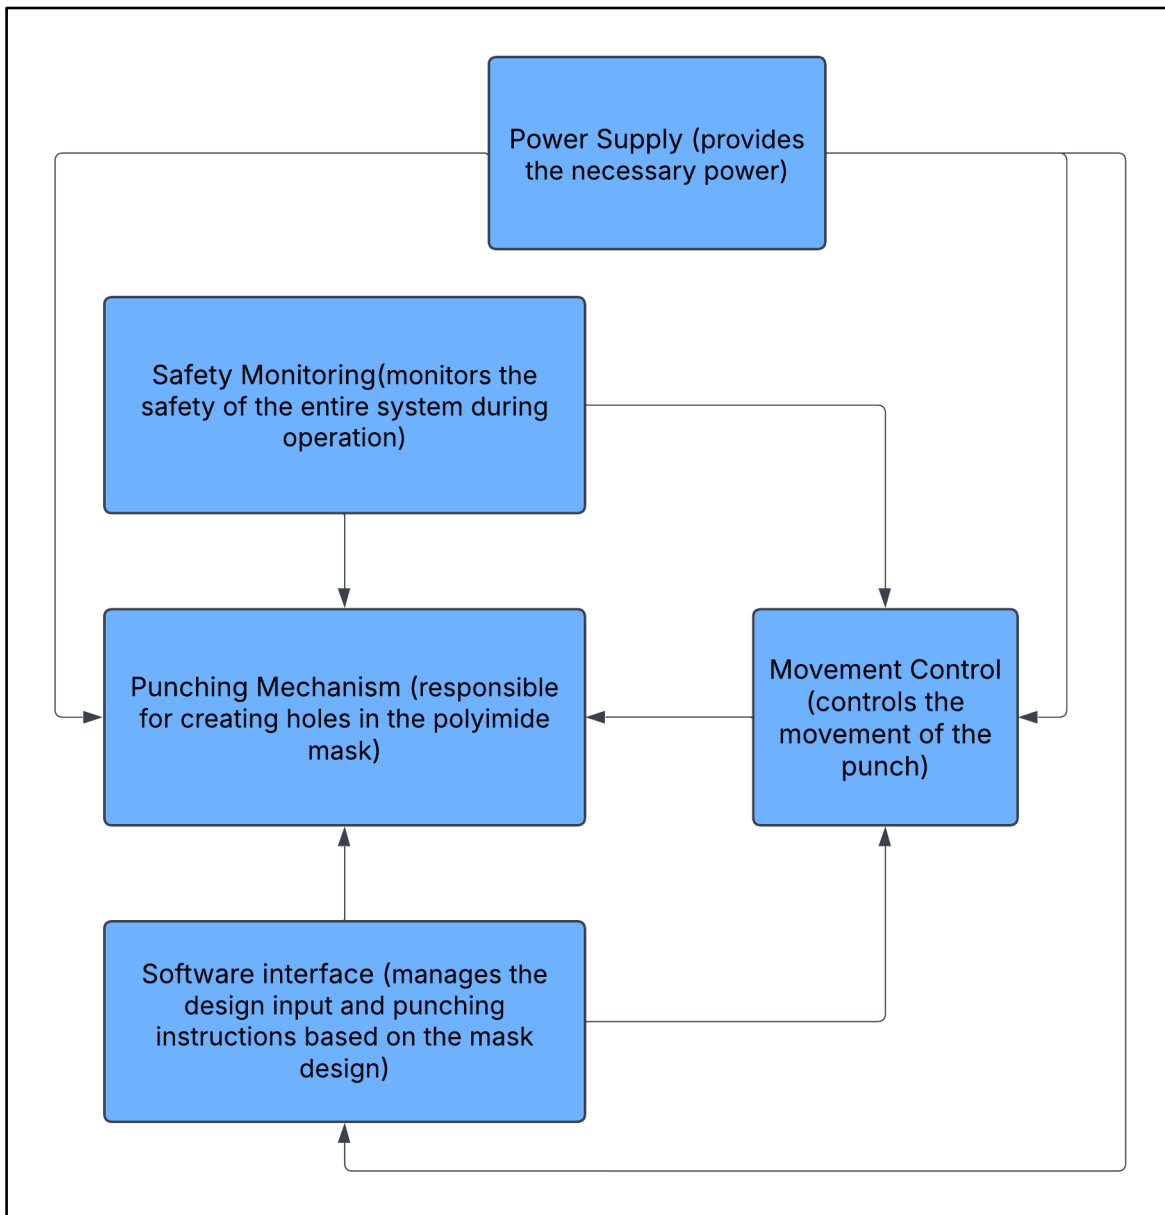 Power Supply (provides
the necessary power)
Safety Monitoring(monitors the
safety of the entire system during
operation)
Punching Mechanism (responsible
for creating holes in the polyimide
mask)
Movement Control
(controls the
movement of the
punch)
Software interface (manages the
design input and punching
instructions based on the mask
design)